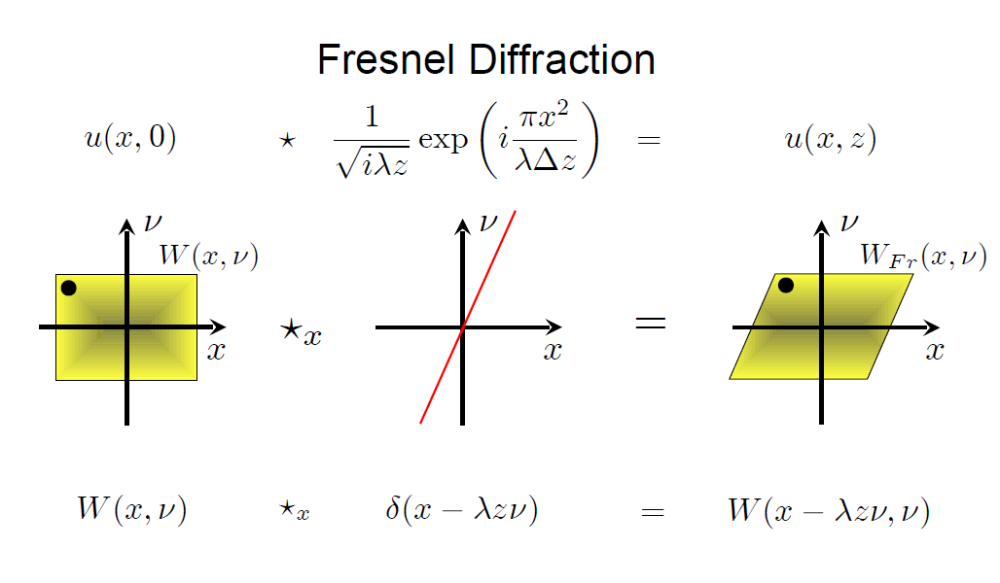 Fresnel Diffraction
u(x, 0) ⋆ 1/√(iλz) exp(i πx²/(λΔz)) = u(x, z)
ν ν ν
W(x, ν) W_Fr(x, ν)
⋆ₓ =
x x x
W(x, ν) ⋆ₓ δ(x − λzν) = W(x − λzν, ν)